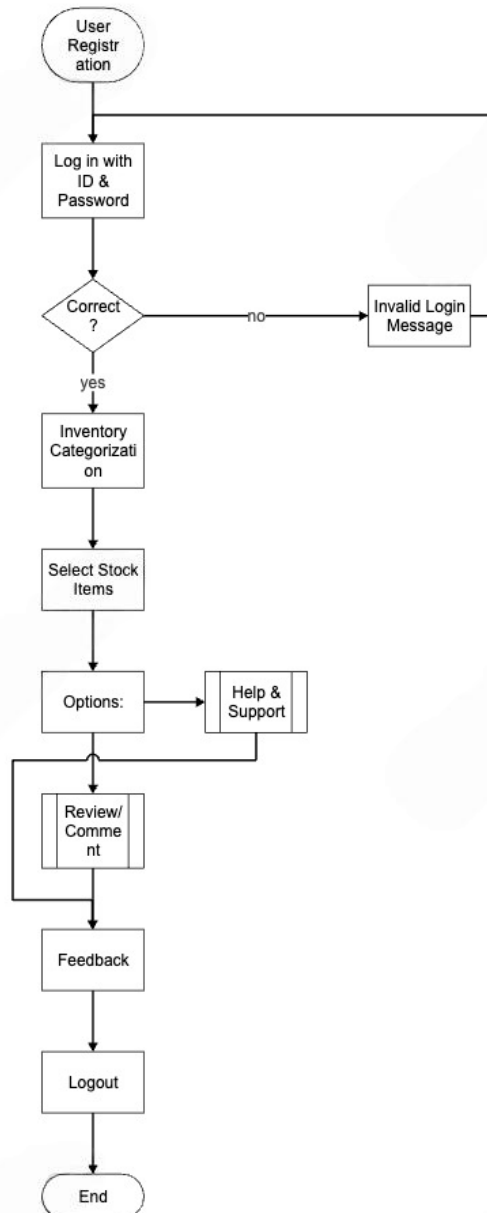 User
Registr
ation
Log in with
ID &
Password
Correct
?
no
Invalid Login
Message
yes
Inventory
Categorizati
on
Select Stock
Items
Options:
Help &
Support
Review/
Comme
nt
Feedback
Logout
End